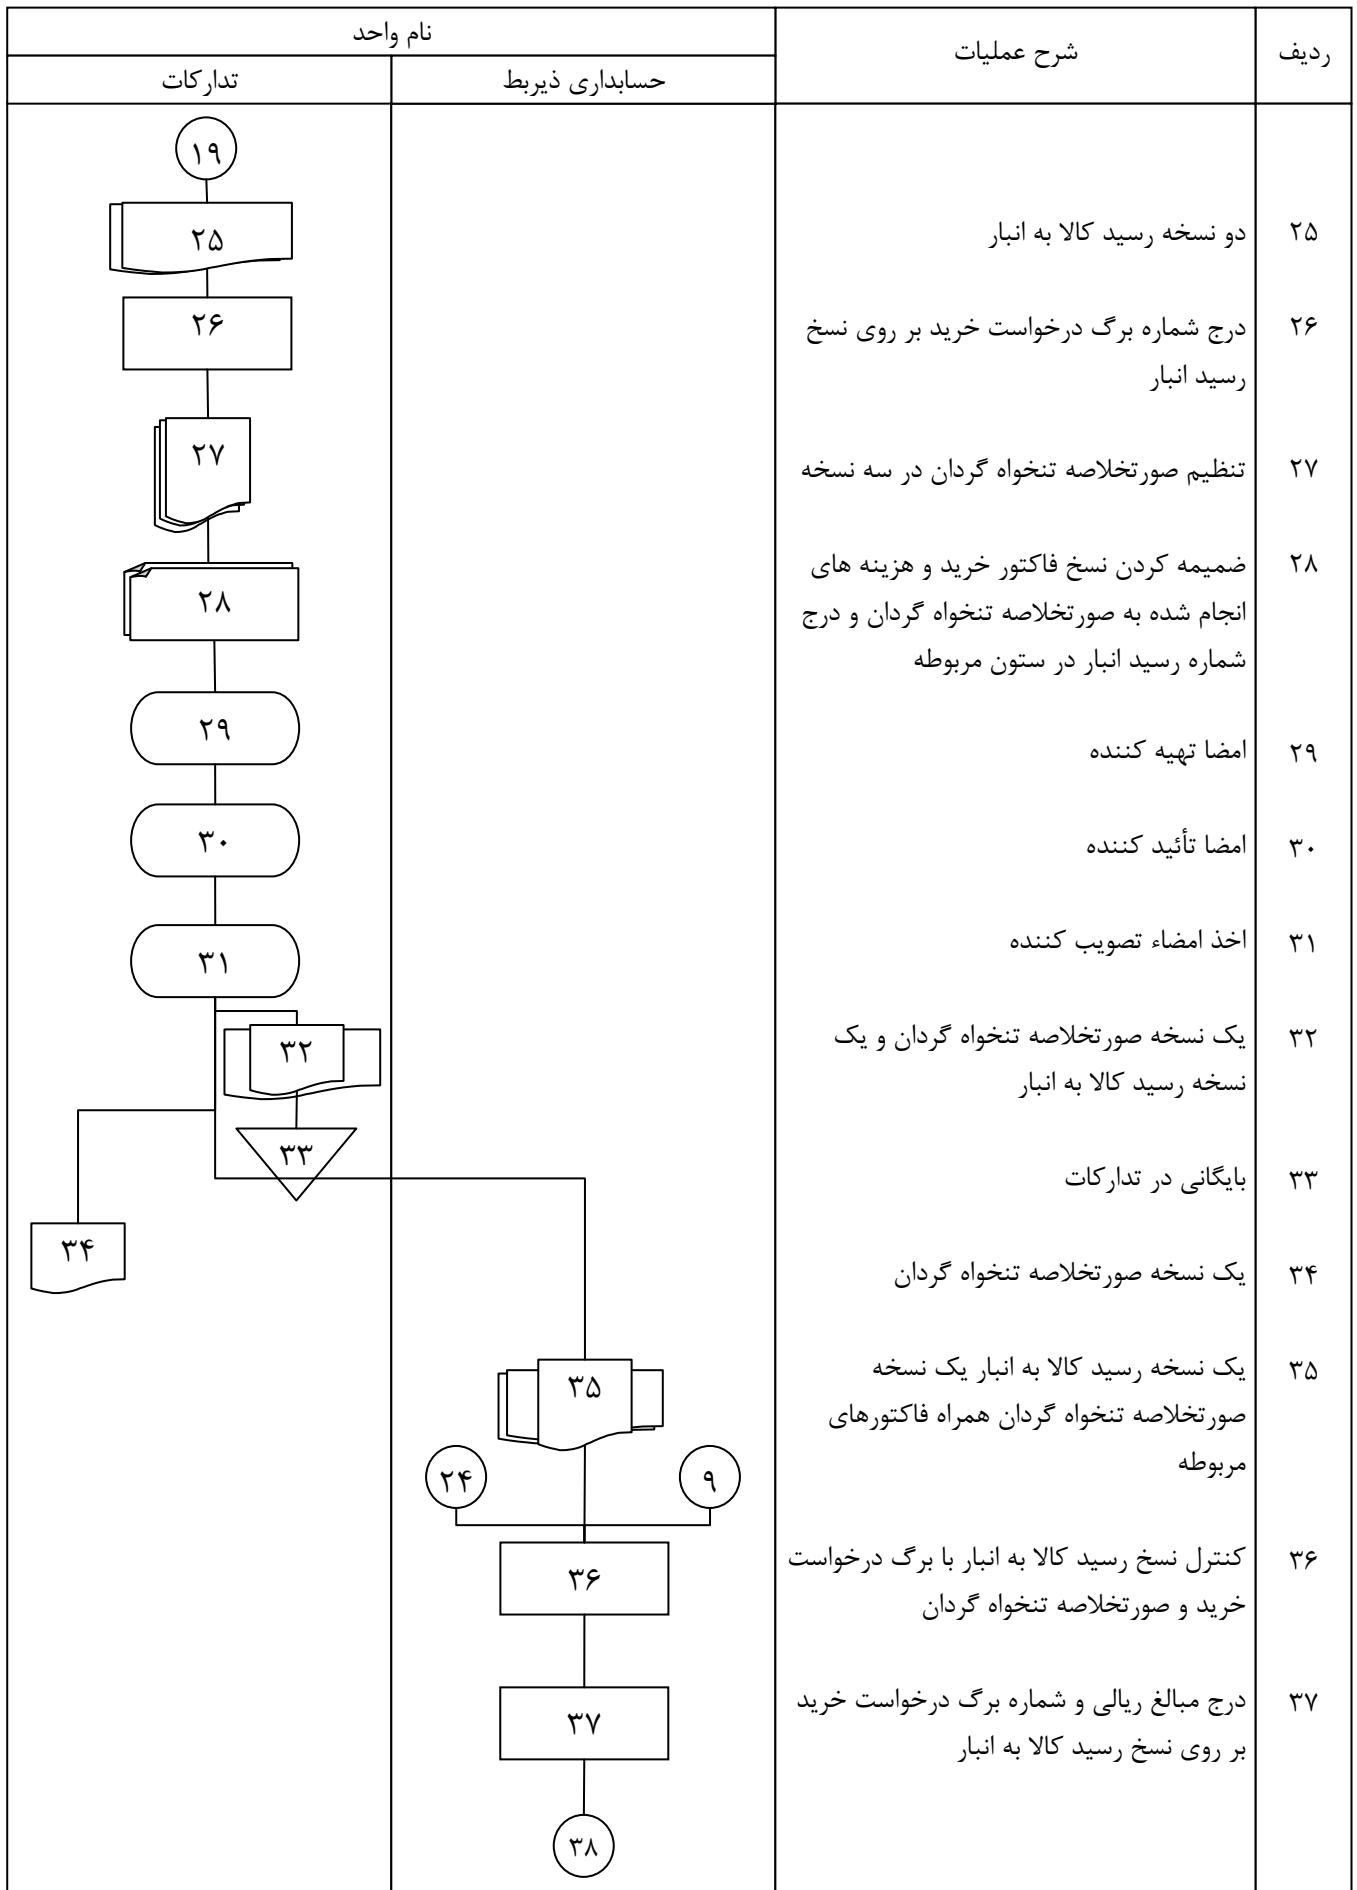 ردیف
شرح عملیات
نام واحد
حسابداری ذیربط
تدارکات
۲۵
دو نسخه رسید کالا به انبار
۲۶
درج شماره برگ درخواست خرید بر روی نسخ
رسید انبار
۲۷
تنظیم صورتخلاصه تنخواه گردان در سه نسخه
۲۸
ضمیمه کردن نسخ فاکتور خرید و هزینه های
انجام شده به صورتخلاصه تنخواه گردان و درج
شماره رسید انبار در ستون مربوطه
۲۹
امضا تهیه کننده
۳۰
امضا تأئید کننده
۳۱
اخذ امضاء تصویب کننده
۳۲
یک نسخه صورتخلاصه تنخواه گردان و یک
نسخه رسید کالا به انبار
۳۳
بایگانی در تدارکات
۳۴
یک نسخه صورتخلاصه تنخواه گردان
۳۵
یک نسخه رسید کالا به انبار یک نسخه
صورتخلاصه تنخواه گردان همراه فاکتورهای
مربوطه
۳۶
کنترل نسخ رسید کالا به انبار با برگ درخواست
خرید و صورتخلاصه تنخواه گردان
۳۷
درج مبالغ ریالی و شماره برگ درخواست خرید
بر روی نسخ رسید کالا به انبار
۱۹
۲۵
۲۶
۲۷
۲۸
۲۹
۳۰
۳۱
۳۲
۳۳
۳۴
۳۵
۹
۲۴
۳۶
۳۷
۳۸